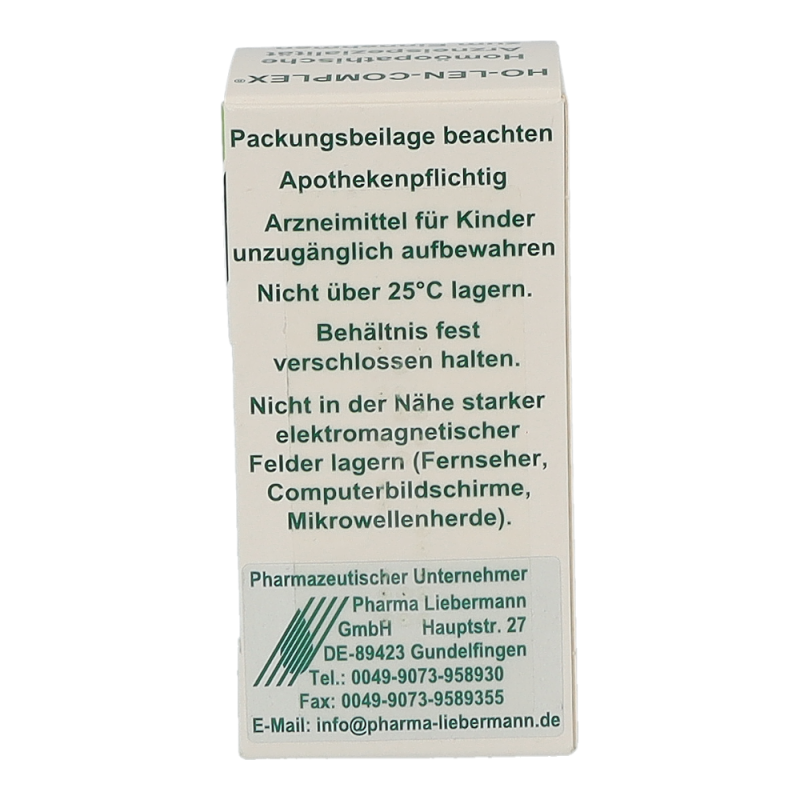 HO-LEN-COMPLEX®
Homöopathische
Arzneispezialität
zum Einnehmen
Packungsbeilage beachten
Apothekenpflichtig
Arzneimittel für Kinder
unzugänglich aufbewahren
Nicht über 25°C lagern.
Behältnis fest
verschlossen halten.
Nicht in der Nähe starker
elektromagnetischer
Felder lagern (Fernseher,
Computerbildschirme,
Mikrowellenherde).
Pharmazeutischer Unternehmer
Pharma Liebermann
GmbH Hauptstr. 27
DE-89423 Gundelfingen
Tel.: 0049-9073-958930
Fax: 0049-9073-9589355
E-Mail: info@pharma-liebermann.de